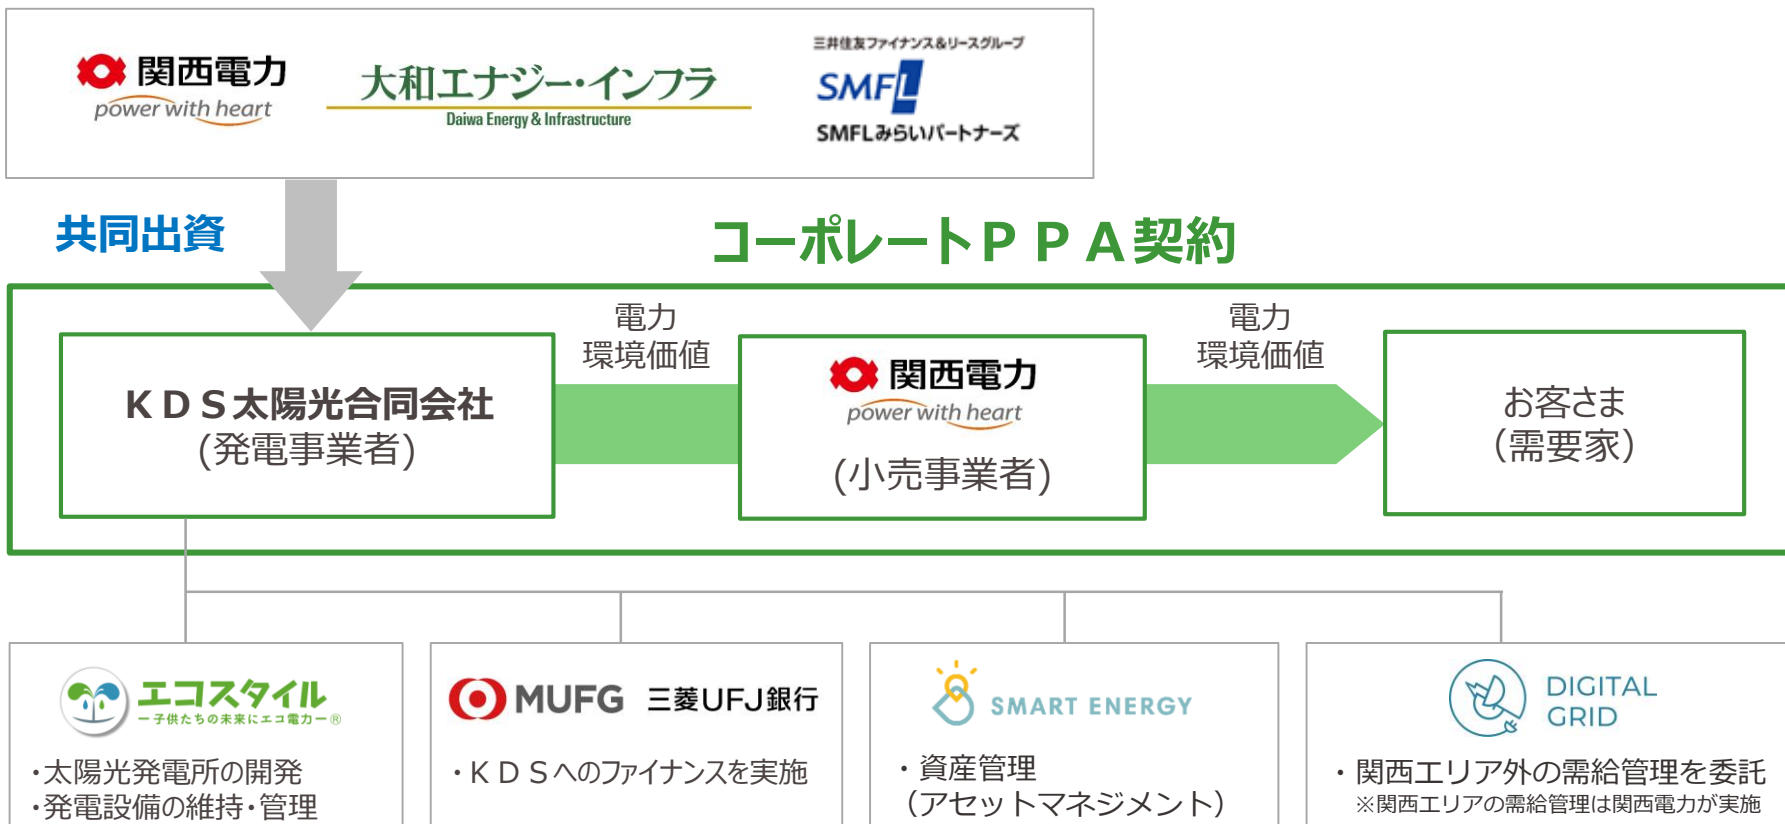 関西電力
power with heart
大和エナジー・インフラ
Daiwa Energy & Infrastructure
三井住友ファイナンス&リースグループ
SMFL
SMFLみらいパートナーズ
共同出資
コーポレートＰＰＡ契約
ＫＤＳ太陽光合同会社
(発電事業者)
電力
環境価値
関西電力
power with heart
(小売事業者)
電力
環境価値
お客さま
(需要家)
エコスタイル
ー子供たちの未来にエコ電力ー®
・太陽光発電所の開発
・発電設備の維持・管理
MUFG 三菱UFJ銀行
・ＫＤＳへのファイナンスを実施
SMART ENERGY
・資産管理
（アセットマネジメント）
DIGITAL
GRID
・関西エリア外の需給管理を委託
※関西エリアの需給管理は関西電力が実施